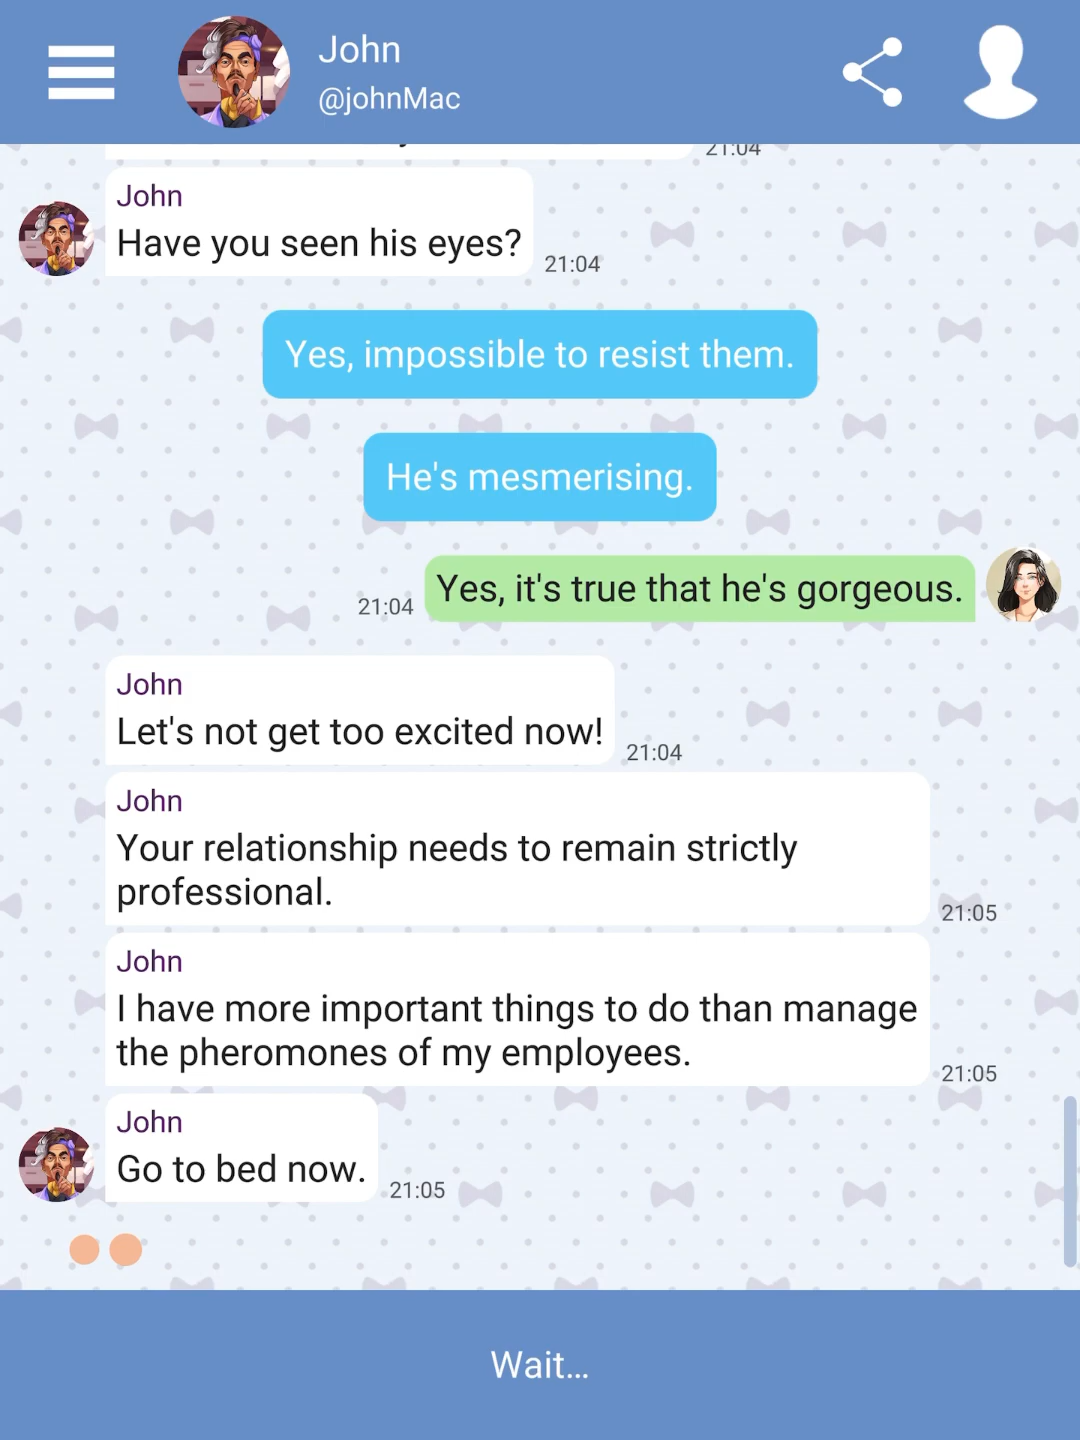 John
@johnMac
21:04
John
Have you seen his eyes?
21:04
Yes, impossible to resist them.
He's mesmerising.
Yes, it's true that he's gorgeous.
21:04
John
Let's not get too excited now!
21:04
John
Your relationship needs to remain strictly
professional.
21:05
John
I have more important things to do than manage
the pheromones of my employees.
21:05
John
Go to bed now.
21:05
Wait...